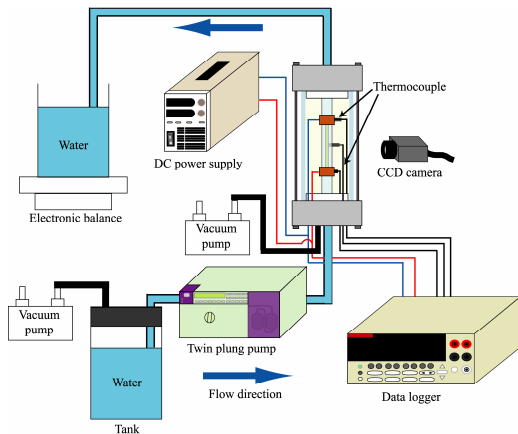 Thermocouple
Water
DC power supply
CCD camera
Electronic balance
Vacuum
pump
Vacuum
pump
Twin plung pump
Water
Flow direction
Data logger
Tank